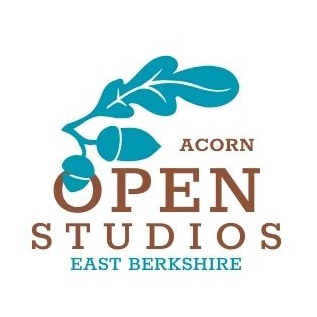 ACORN
OPEN
STUDIOS
EAST BERKSHIRE